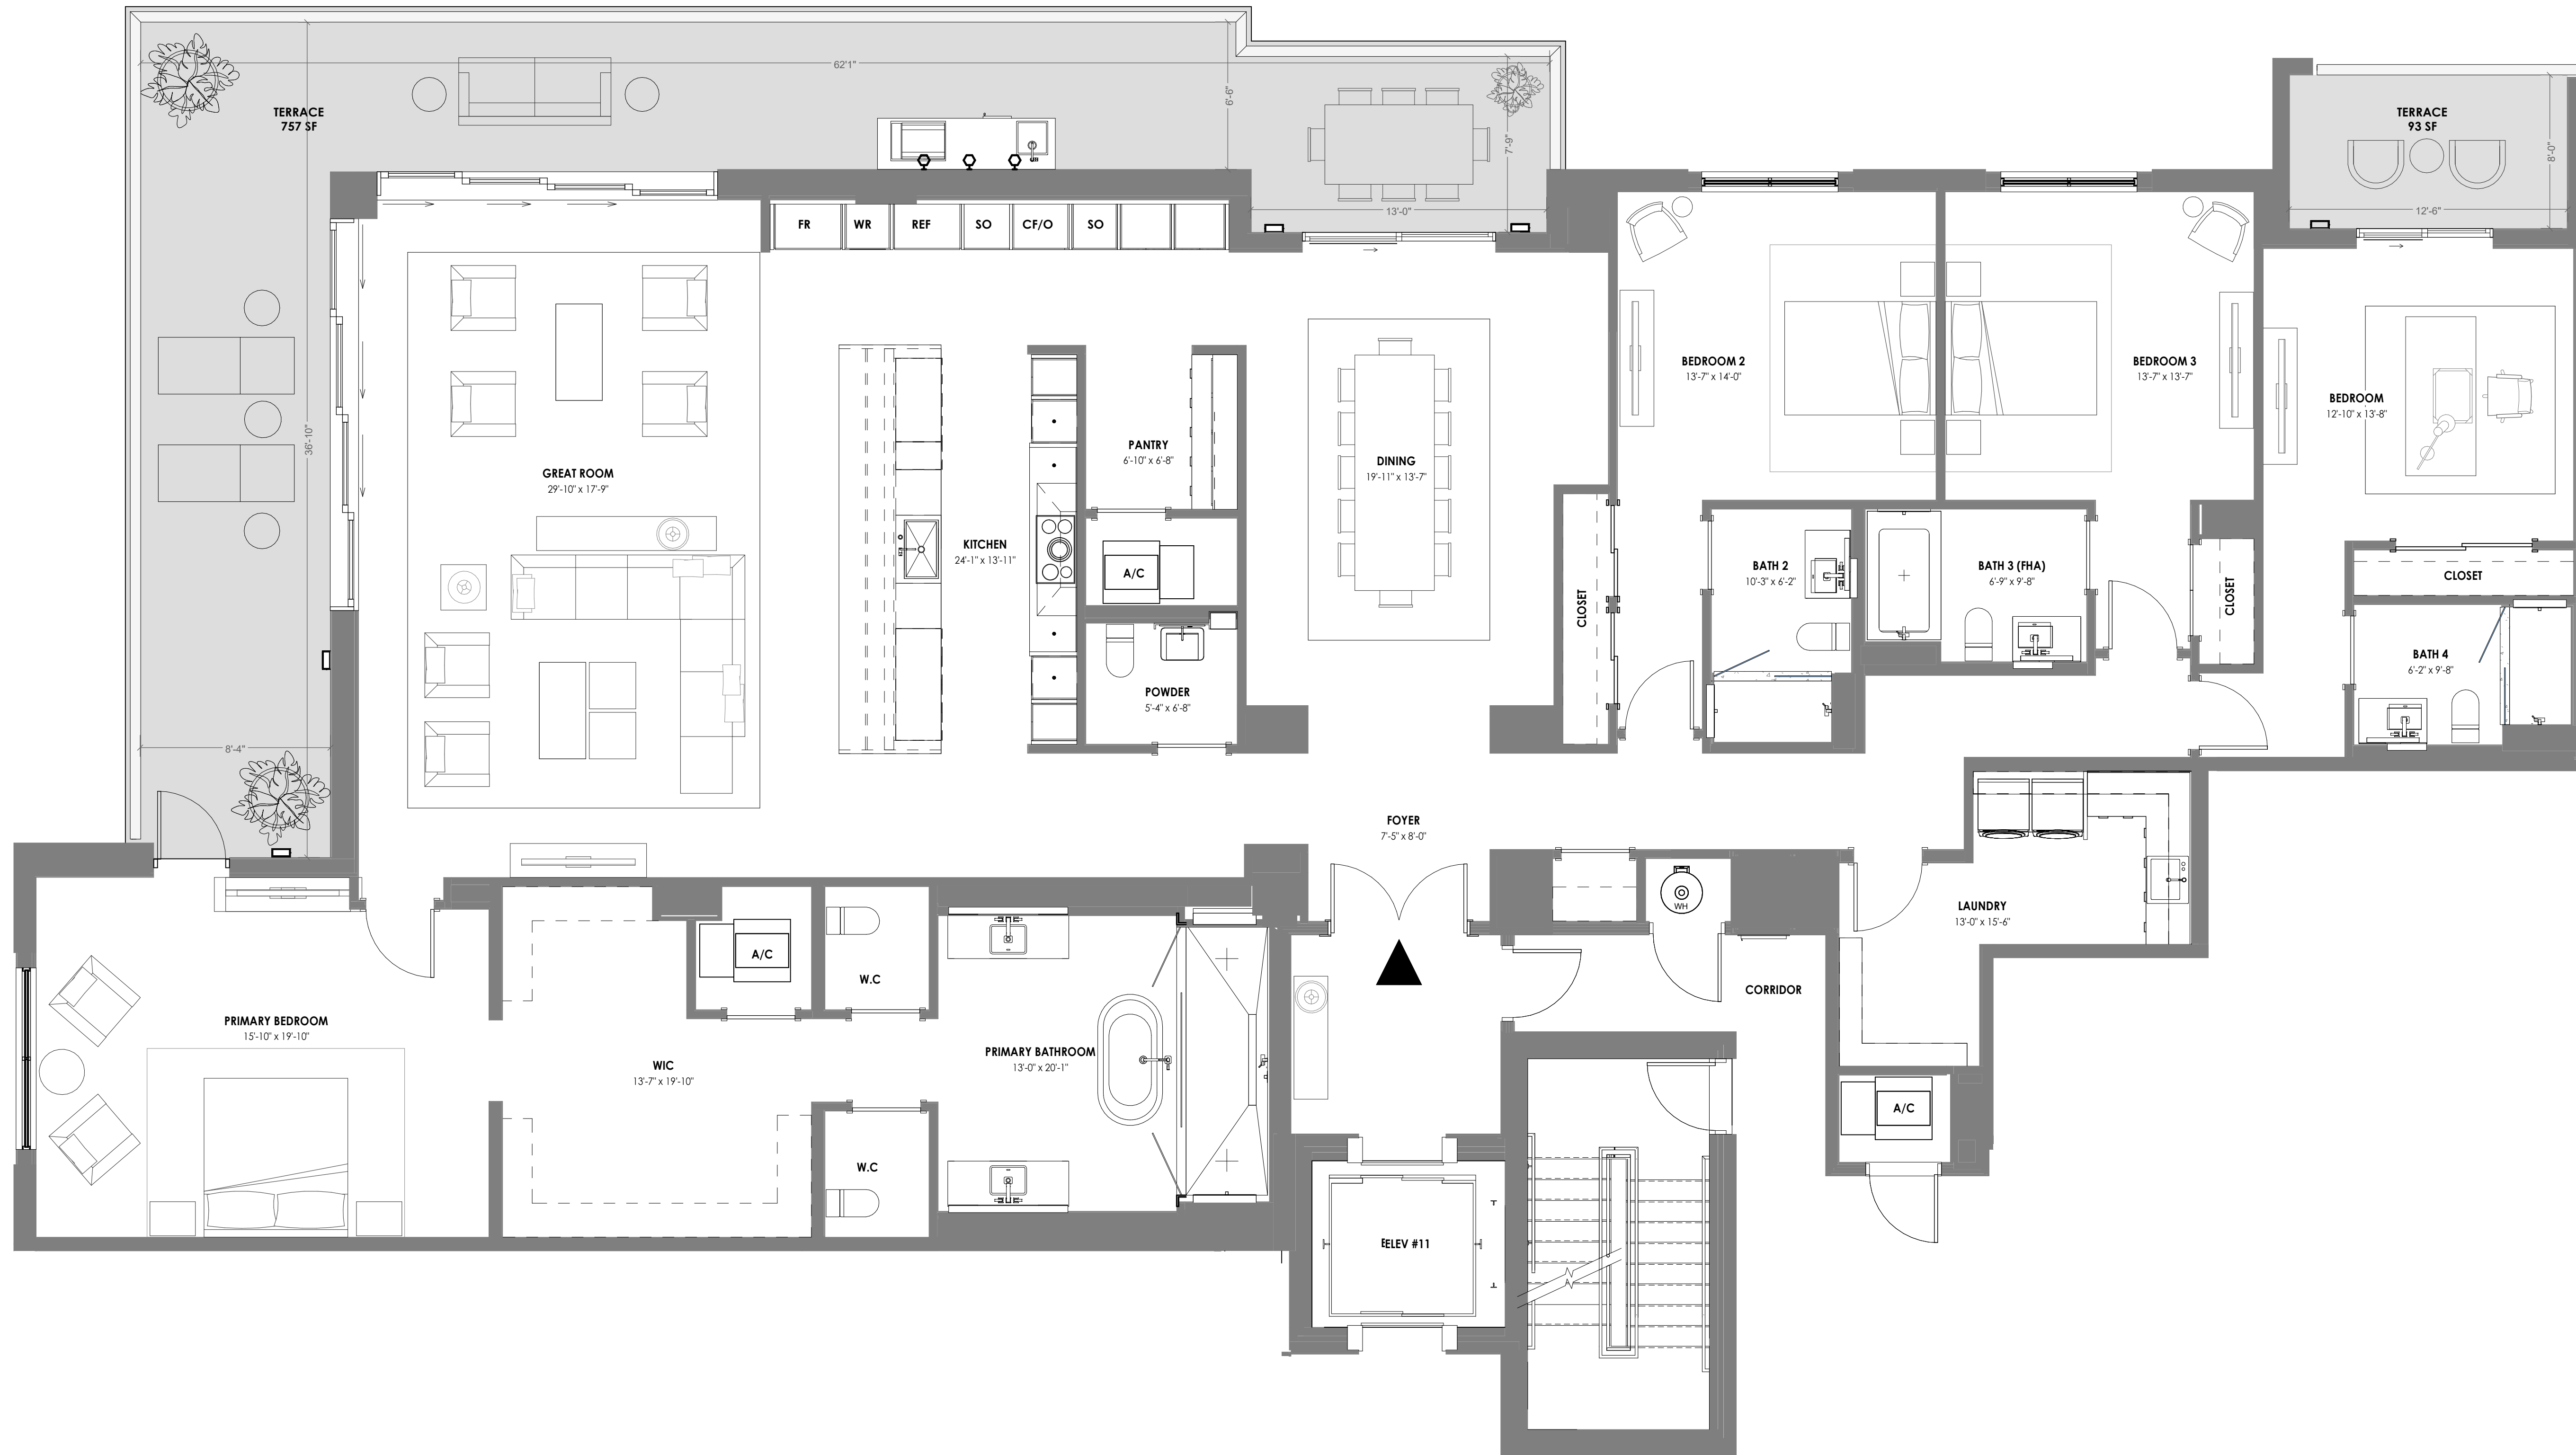 62'1"
TERRACE
757 SF
6'-6"
7'-9"
13'-0"
TERRACE
93 SF
8'-0"
12'-6"
FR
WR
REF
SO
CF/O
SO
36'-10"
8'-4"
GREAT ROOM
29'-10" x 17'-9"
KITCHEN
24'-1" x 13'-11"
PANTRY
6'-10" x 6'-8"
A/C
POWDER
5'-4" x 6'-8"
DINING
19'-11" x 13'-7"
CLOSET
BEDROOM 2
13'-7" x 14'-0"
BEDROOM 3
13'-7" x 13'-7"
BEDROOM
12'-10" x 13'-8"
BATH 2
10'-3" x 6'-2"
BATH 3 (FHA)
6'-9" x 9'-8"
CLOSET
CLOSET
BATH 4
6'-2" x 9'-8"
FOYER
7'-5" x 8'-0"
WH
LAUNDRY
13'-0" x 15'-6"
CORRIDOR
A/C
PRIMARY BEDROOM
15'-10" x 19'-10"
WIC
13'-7" x 19'-10"
A/C
W.C
W.C
PRIMARY BATHROOM
13'-0" x 20'-1"
EELEV #11